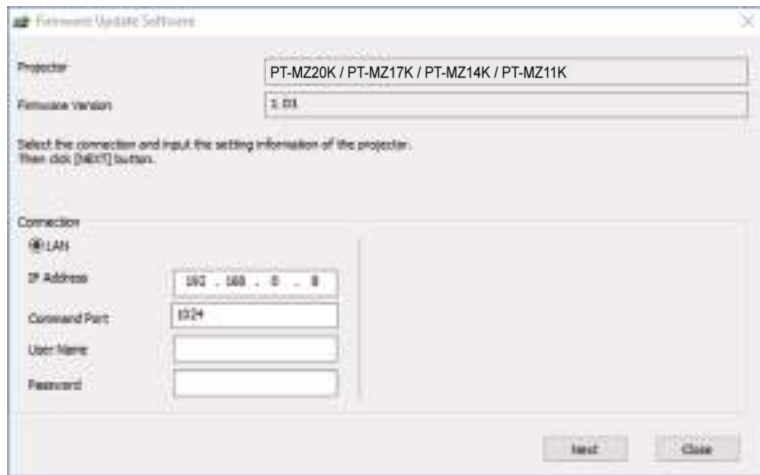 Firmware Update Software
Projector
PT-MZ20K / PT-MZ17K / PT-MZ14K / PT-MZ11K
Firmware Version
1.01
Select the connection and input the setting information of the projector.
Then click [NEXT] button.
Connection
LAN
IP Address
192 . 168 . 0 . 8
Command Port
1024
User Name
Password
Next
Close